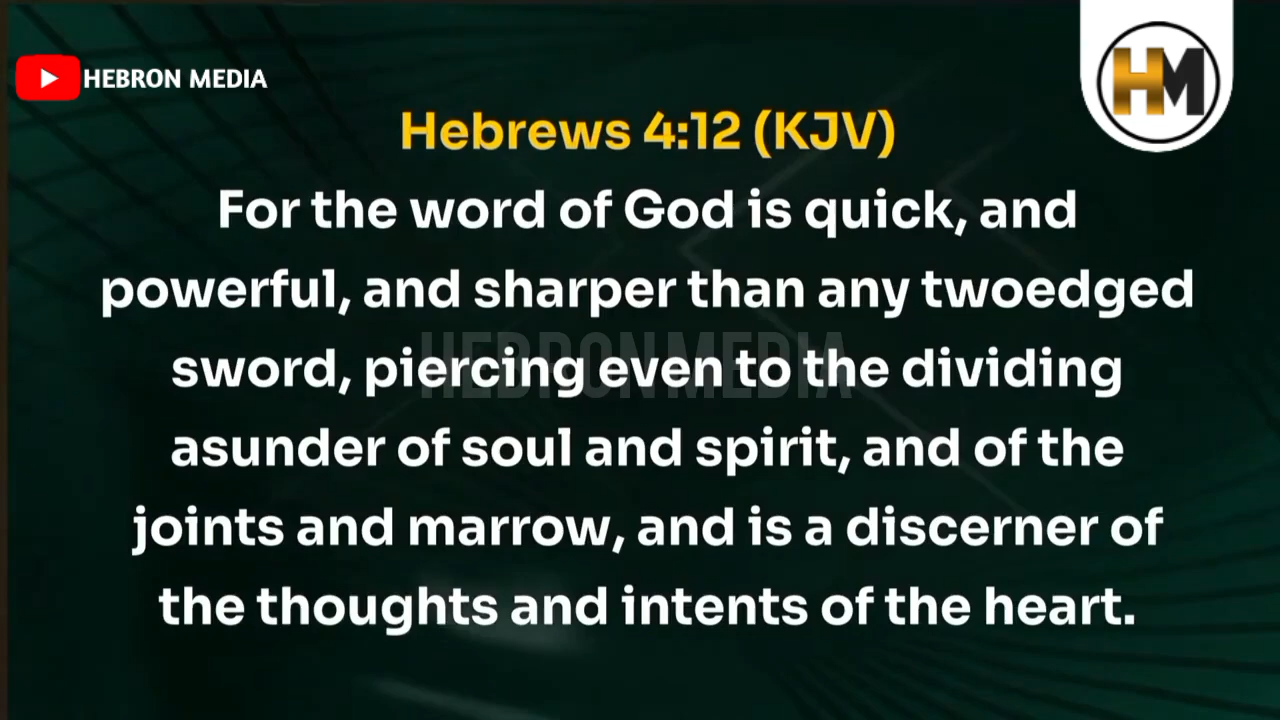 HEBRON MEDIA
HM
Hebrews 4:12 (KJV)
For the word of God is quick, and
powerful, and sharper than any twoedged
sword, piercing even to the dividing
asunder of soul and spirit, and of the
joints and marrow, and is a discerner of
the thoughts and intents of the heart.
HEBRON MEDIA